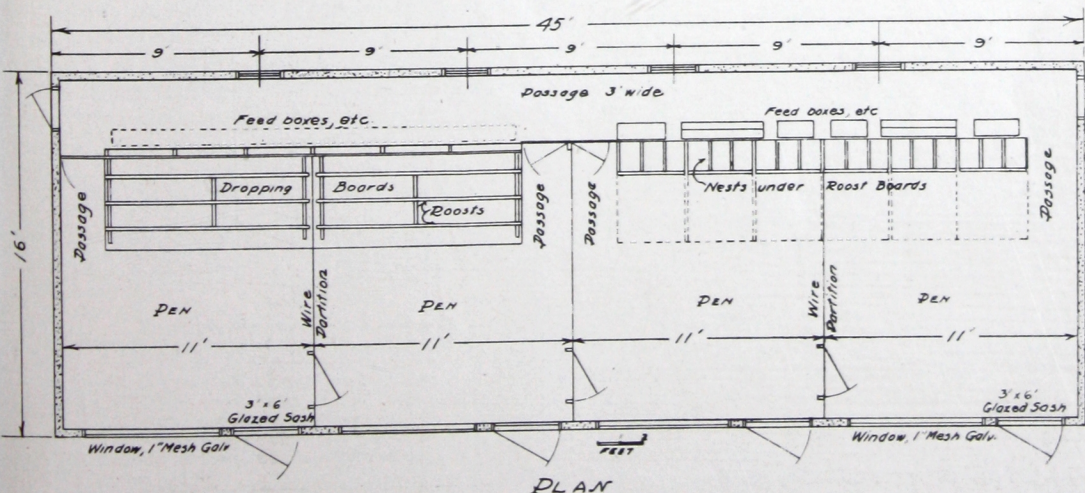 45'
9' 9' 9' 9' 9'
Passage 3' wide
Feed boxes, etc.
Feed boxes, etc
Dropping Boards
Roosts
Nests under Roost Boards
Passage
Passage
Passage
Passage
16'
Pen
Wire Partition
Pen
Pen
Wire Partition
Pen
11' 11' 11' 11'
3' x 6'
Glazed Sash
3' x 6'
Glazed Sash
Window, 1" Mesh Galv.
FEET
Window, 1" Mesh Galv.
PLAN